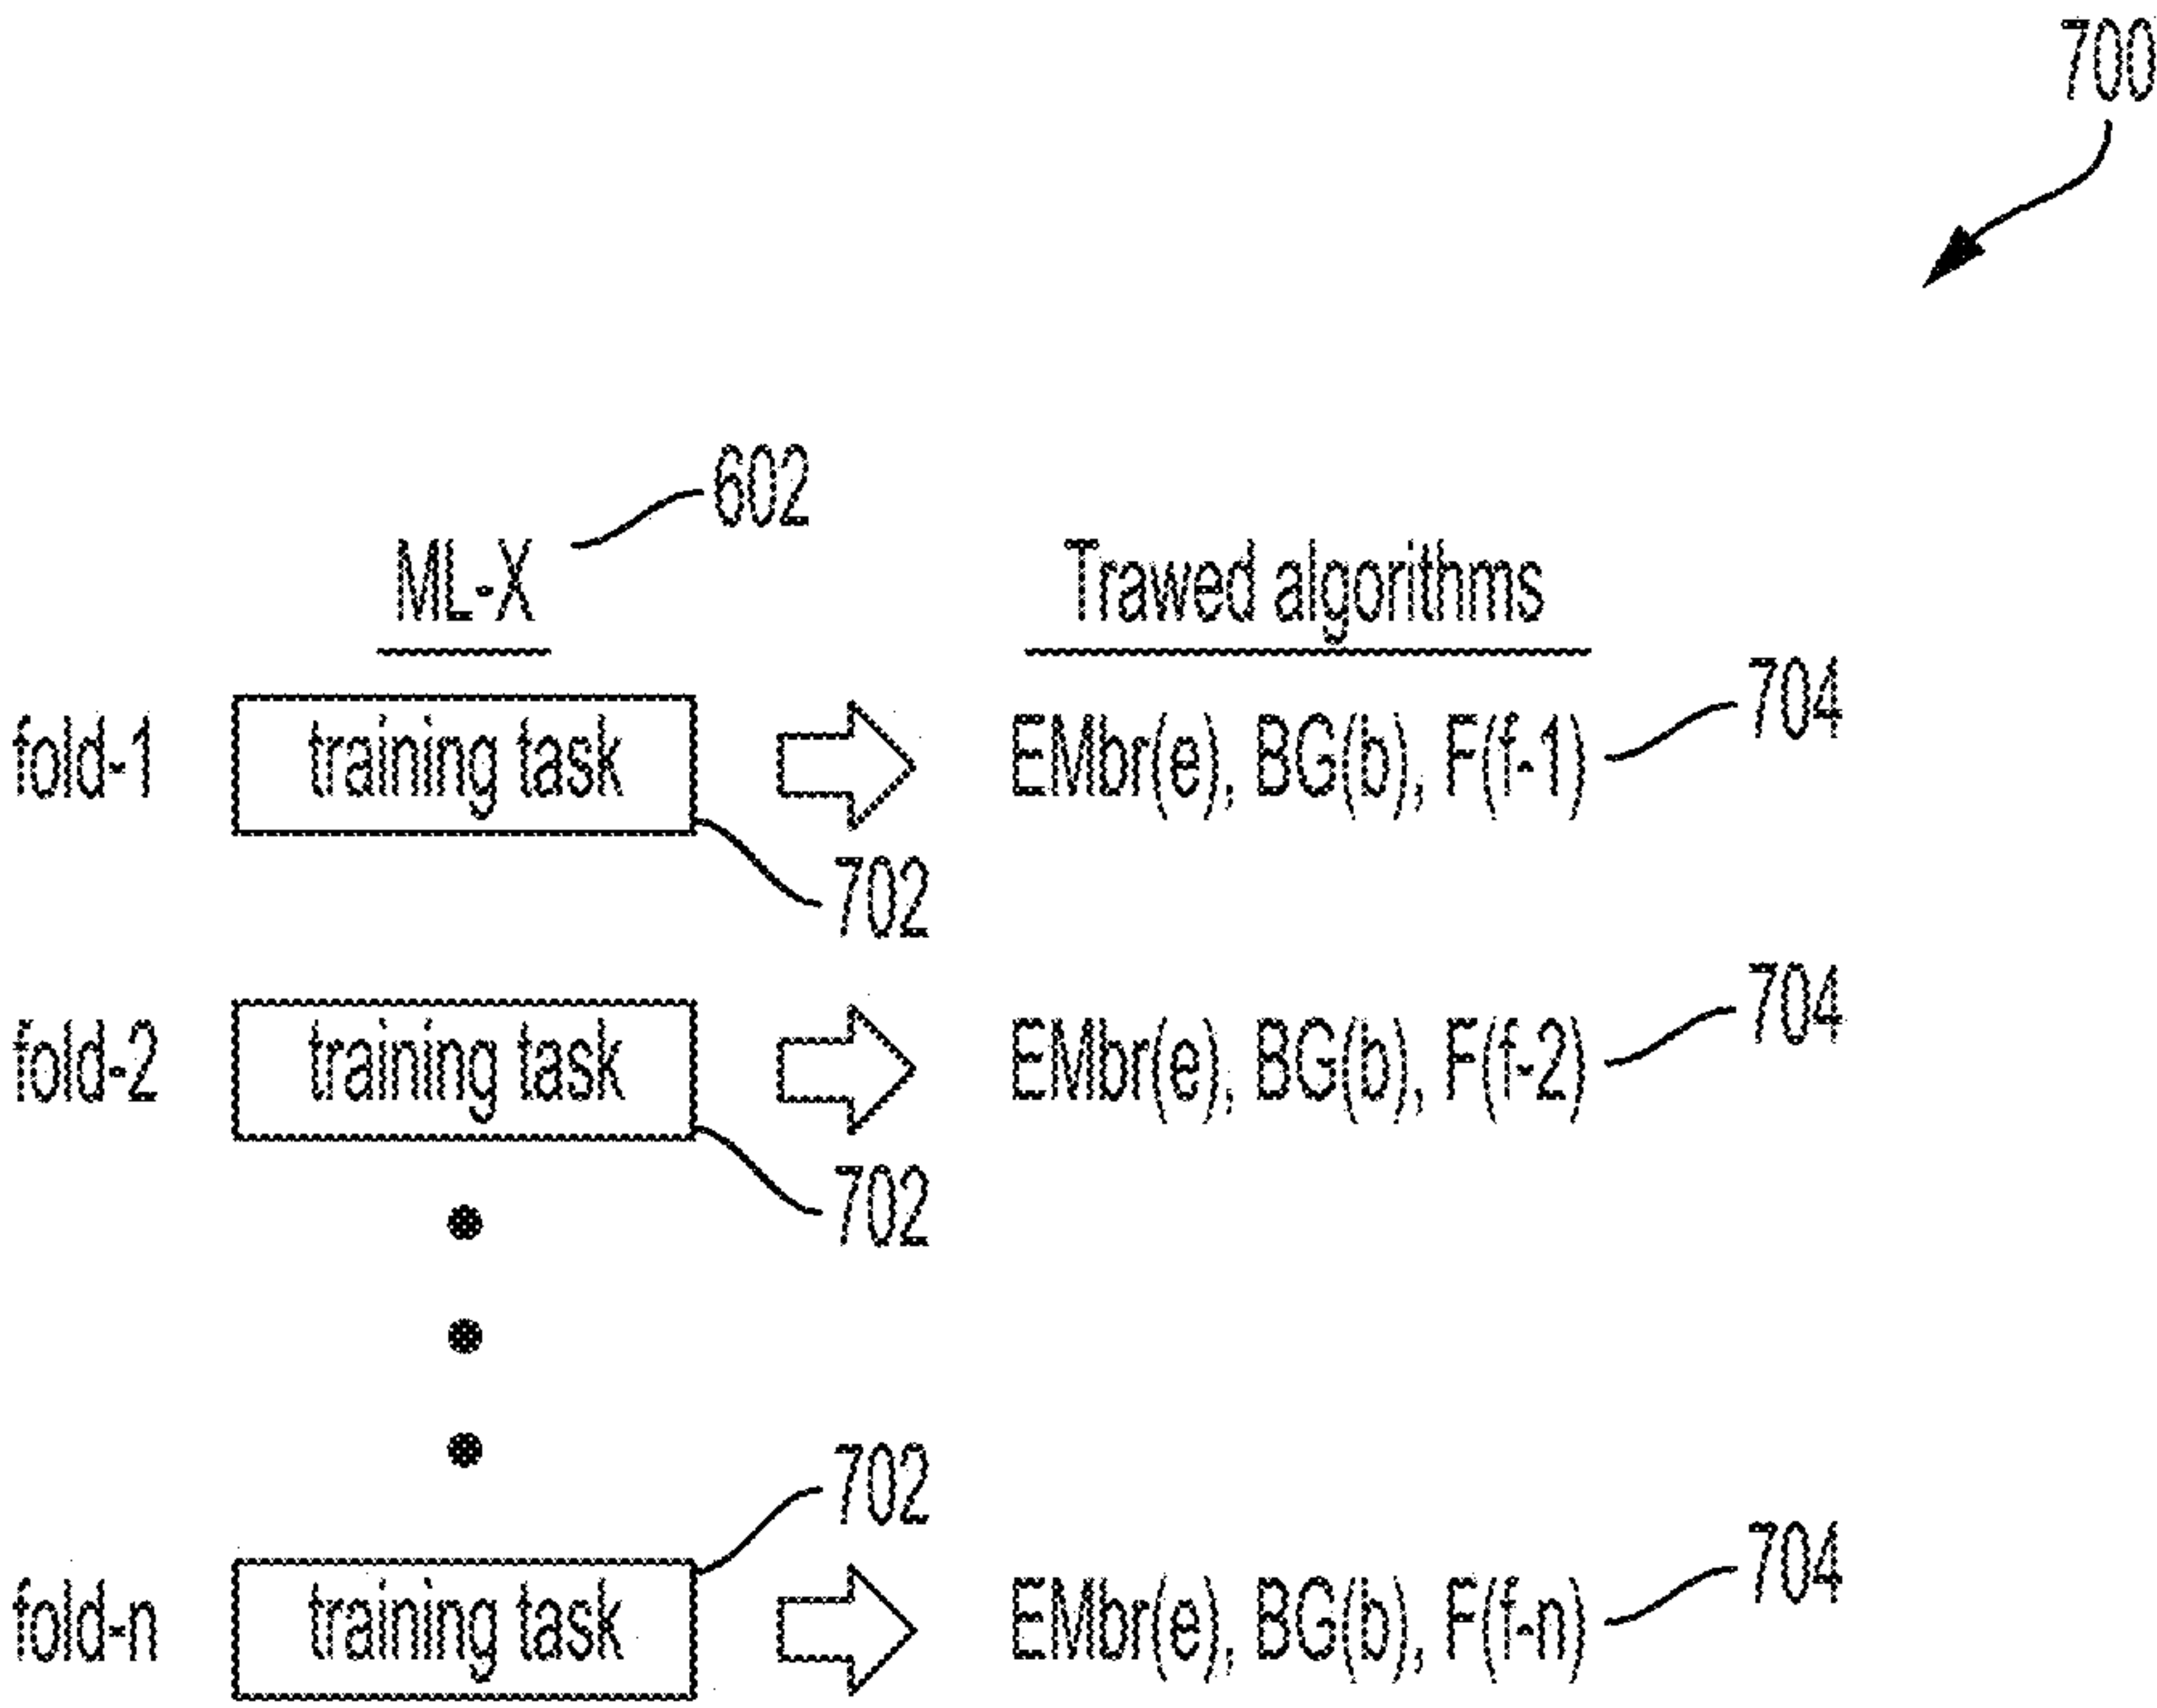 700
602
ML-X Trawed algorithms
fold-1 training task EMbr(e), BG(b), F(f-1) 704
702
fold-2 training task EMbr(e), BG(b), F(f-2) 704
702
702
fold-n training task EMbr(e), BG(b), F(f-n) 704